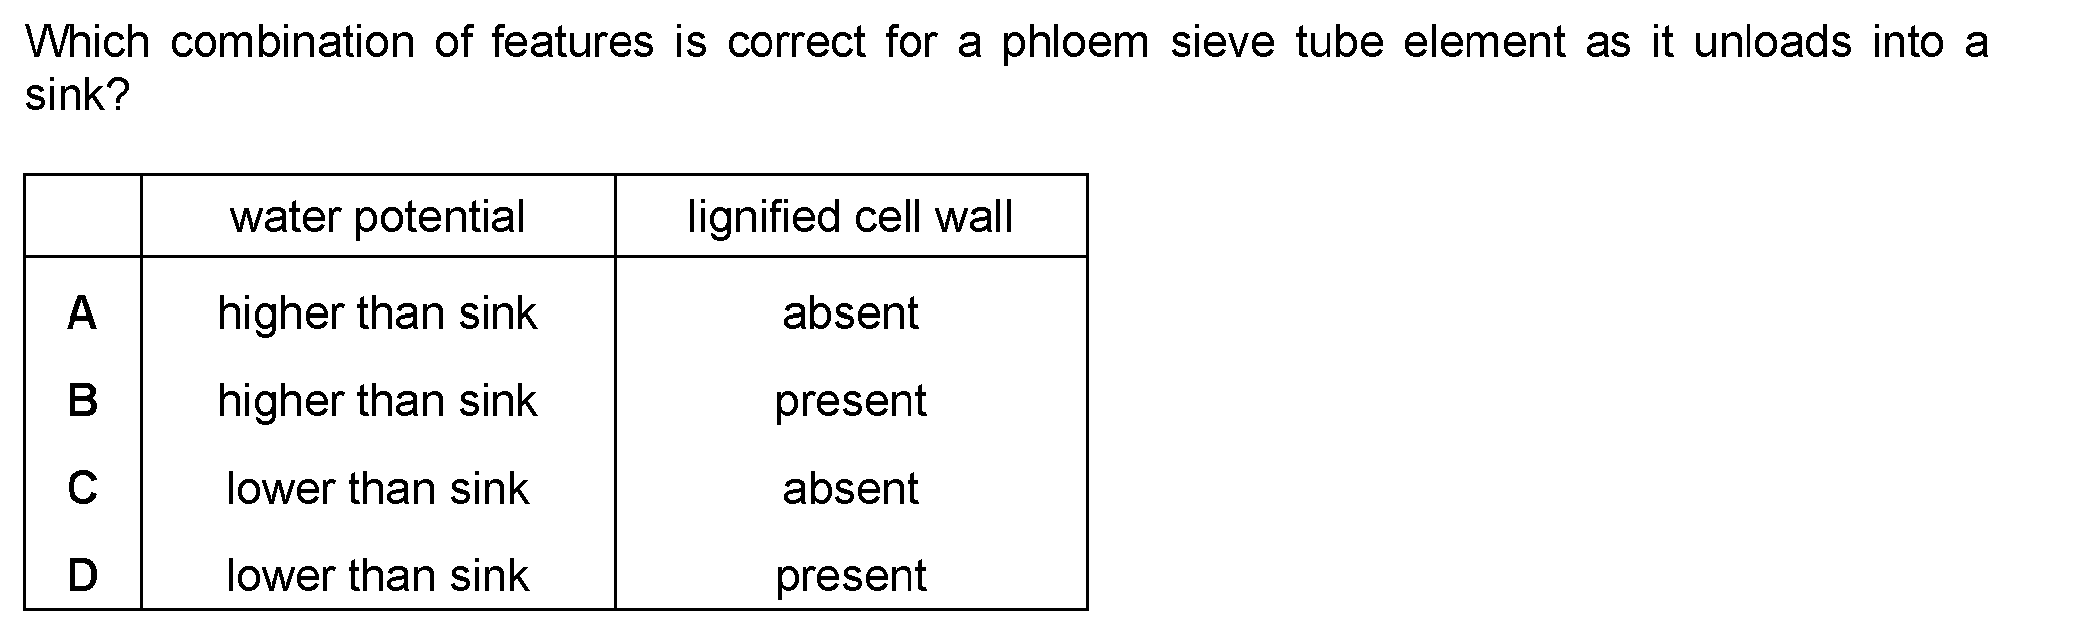 Which combination of features is correct for a phloem sieve tube element as it unloads into a
sink?
water potential lignified cell wall
A higher than sink absent
B higher than sink present
C lower than sink absent
D lower than sink present